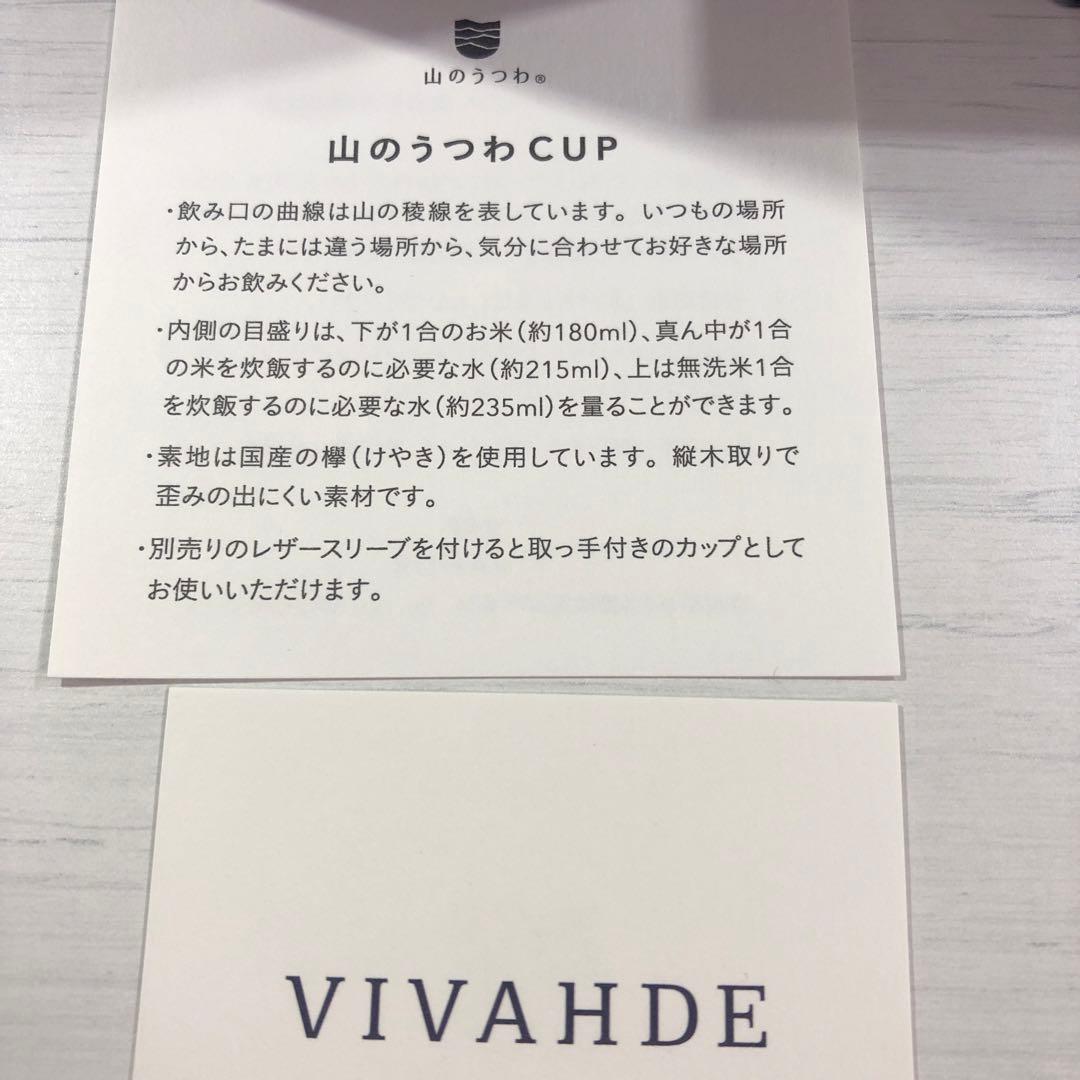 山のうつわ®
山のうつわCUP
・飲み口の曲線は山の稜線を表しています。いつもの場所
から、たまには違う場所から、気分に合わせてお好きな場所
からお飲みください。
・内側の目盛りは、下が1合のお米(約180ml)、真ん中が1合
の米を炊飯するのに必要な水(約215ml)、上は無洗米1合
を炊飯するのに必要な水(約235ml)を量ることができます。
・素地は国産の欅(けやき)を使用しています。縦木取りで
歪みの出にくい素材です。
・別売りのレザースリーブを付けると取っ手付きのカップとして
お使いいただけます。
VIVAHDE